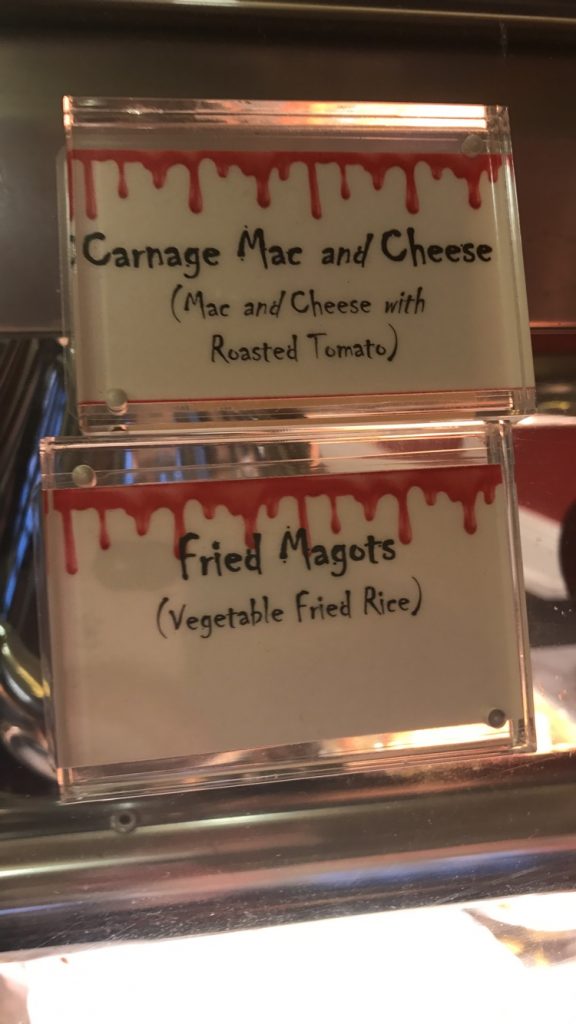 Carnage Mac and Cheese
(Mac and Cheese with
Roasted Tomato)
Fried Magots
(Vegetable Fried Rice)